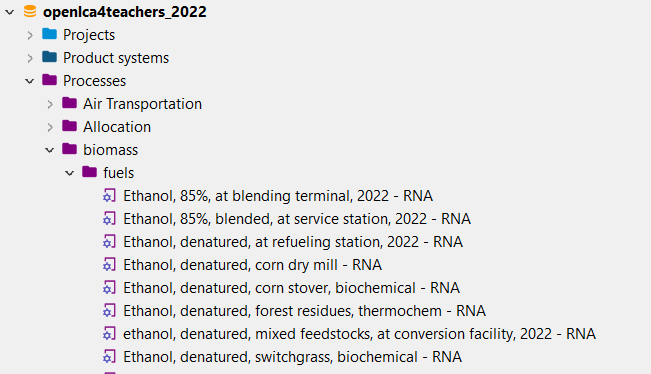 openlca4teachers_2022
Projects
Product systems
Processes
Air Transportation
Allocation
biomass
fuels
Ethanol, 85%, at blending terminal, 2022 - RNA
Ethanol, 85%, blended, at service station, 2022 - RNA
Ethanol, denatured, at refueling station, 2022 - RNA
Ethanol, denatured, corn dry mill - RNA
Ethanol, denatured, corn stover, biochemical - RNA
Ethanol, denatured, forest residues, thermochem - RNA
ethanol, denatured, mixed feedstocks, at conversion facility, 2022 - RNA
Ethanol, denatured, switchgrass, biochemical - RNA